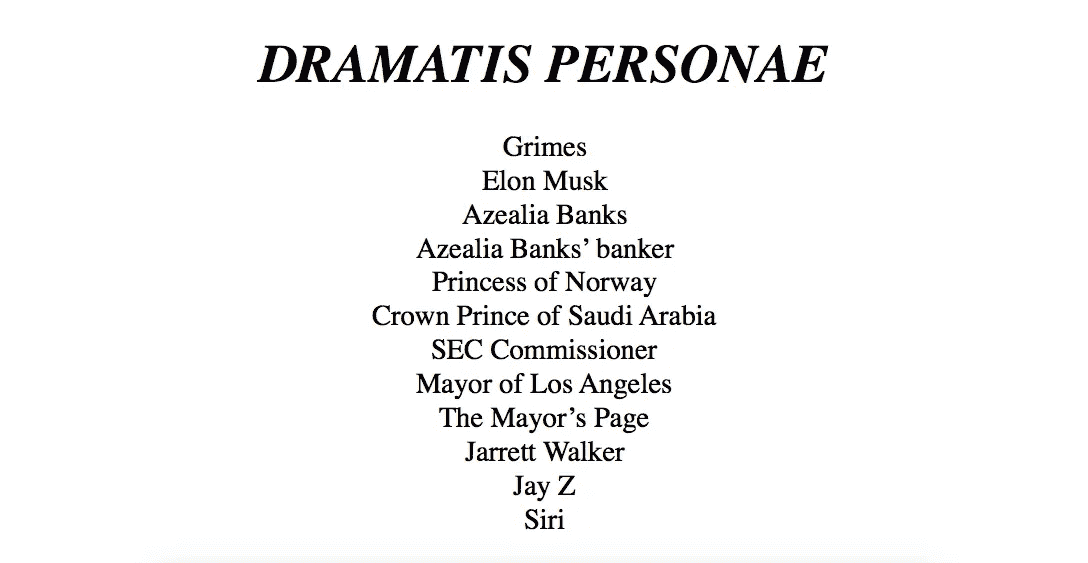 DRAMATIS PERSONAE
Grimes
Elon Musk
Azealia Banks
Azealia Banks’ banker
Princess of Norway
Crown Prince of Saudi Arabia
SEC Commissioner
Mayor of Los Angeles
The Mayor’s Page
Jarrett Walker
Jay Z
Siri